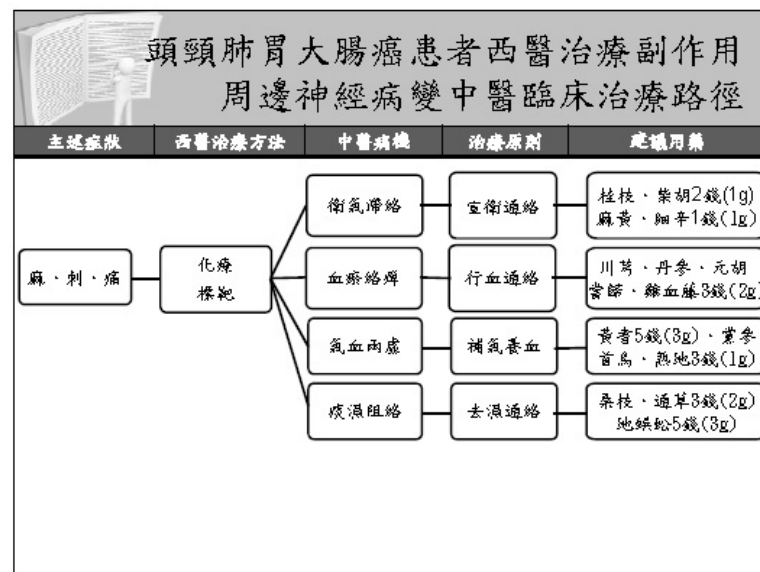 頭頸肺胃大腸癌患者西醫治療副作用
周邊神經病變中醫臨床治療路徑
主述症狀 西醫治療方法 中醫病機 治療原則 建議用藥
麻、刺、痛
化療
標靶
衛氣滯絡
宣衛通絡
桂枝、柴胡2錢(1g)
麻黃、細辛1錢(1g)
血瘀絡痺
行血通絡
川芎、丹參、元胡
當歸、雞血藤3錢(2g)
氣血兩虛
補氣養血
黃耆5錢(3g)、黨參
首烏、熟地3錢(1g)
痰濕阻絡
去濕通絡
桑枝、通草3錢(2g)
地蜈蚣5錢(3g)